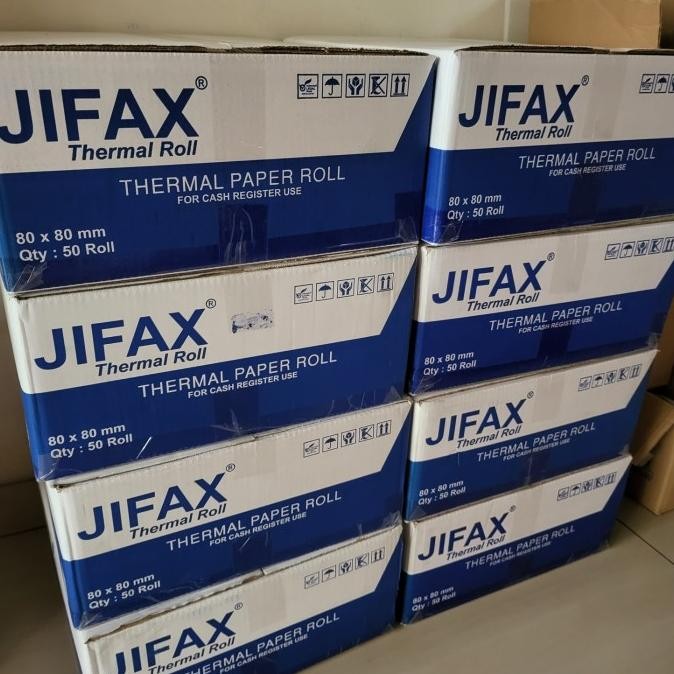 JIFAX®
Thermal Roll
THERMAL PAPER ROLL
FOR CASH REGISTER USE
80 x 80 mm
Qty : 50 Roll
JIFAX®
Thermal Roll
THERMAL PAPER ROLL
FOR CASH REGISTER USE
80 x 80 mm
Qty : 50 Roll
JIFAX®
Thermal Roll
THERMAL PAPER ROLL
FOR CASH REGISTER USE
80 x 80 mm
Qty : 50 Roll
JIFAX®
Thermal Roll
THERMAL PAPER ROLL
FOR CASH REGISTER USE
80 x 80 mm
Qty : 50 Roll
JIFAX®
Thermal Roll
THERMAL PAPER ROLL
FOR CASH REGISTER USE
80 x 80 mm
Qty : 50 Roll
JIFAX®
Thermal Roll
THERMAL PAPER ROLL
FOR CASH REGISTER USE
80 x 80 mm
Qty : 50 Roll
JIFAX®
Thermal Roll
THERMAL PAPER ROLL
FOR CASH REGISTER USE
JIFAX®
Thermal Roll
THERMAL PAPER ROLL
FOR CASH REGISTER USE
80 x 80 mm
Qty : 50 Roll